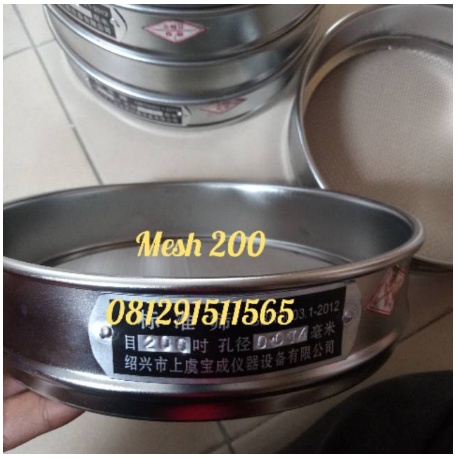 Mesh 200
081291511565
标准筛 03.1-2012
目 200 吋 孔径 0.074 毫米
绍兴市上虞宝成仪器设备有限公司